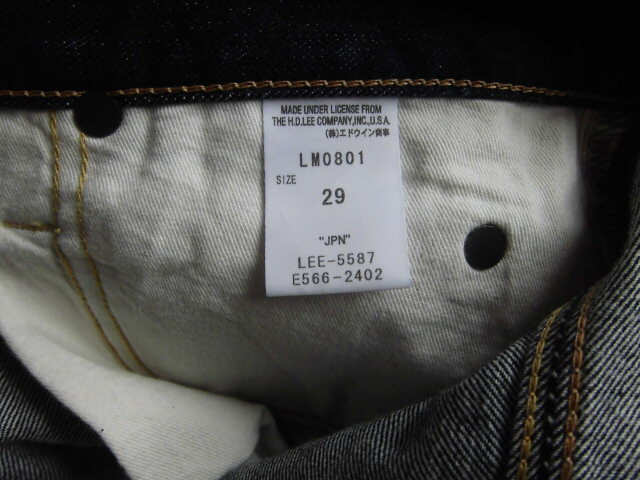 MADE UNDER LICENSE FROM
THE H.D.LEE COMPANY,INC.,U.S.A.
(株)エドウイン商事
LM0801
SIZE
29
"JPN"
LEE-5587
E566-2402